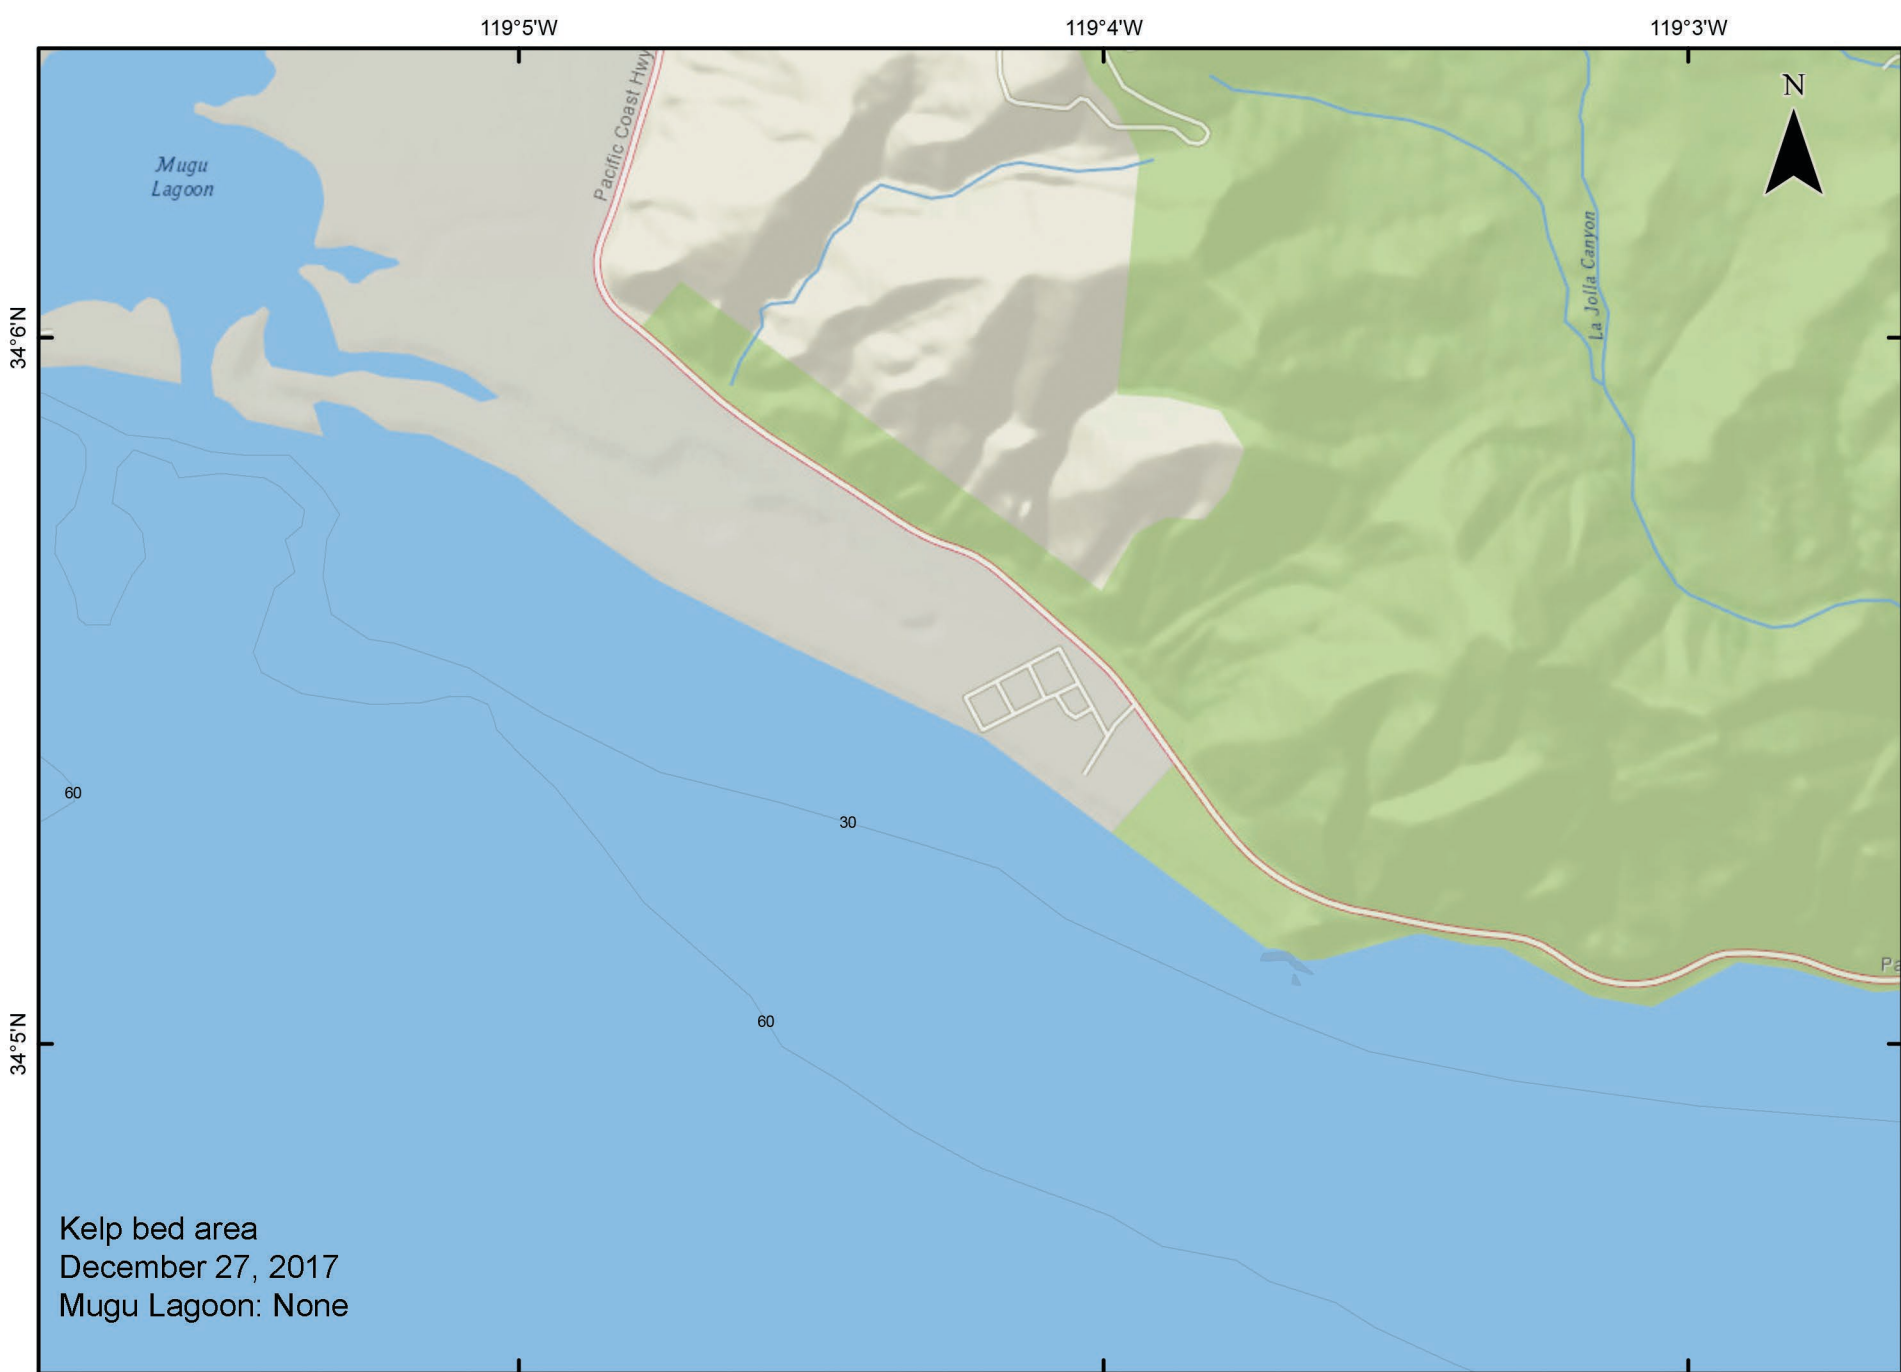 119°5'W
119°4'W
119°3'W
N
Pacific Coast Hwy
Mugu
Lagoon
La Jolla Canyon
34°6'N
60
30
Pa
60
34°5'N
Kelp bed area
December 27, 2017
Mugu Lagoon: None